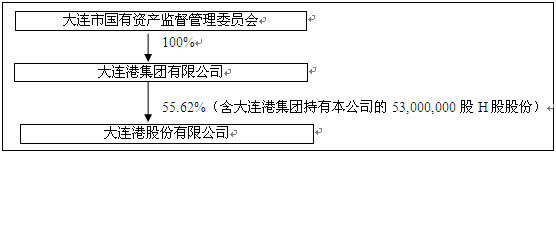 大连市国有资产监督管理委员会
100%
大连港集团有限公司
55.62%（含大连港集团持有本公司的 53,000,000 股 H 股股份）
大连港股份有限公司